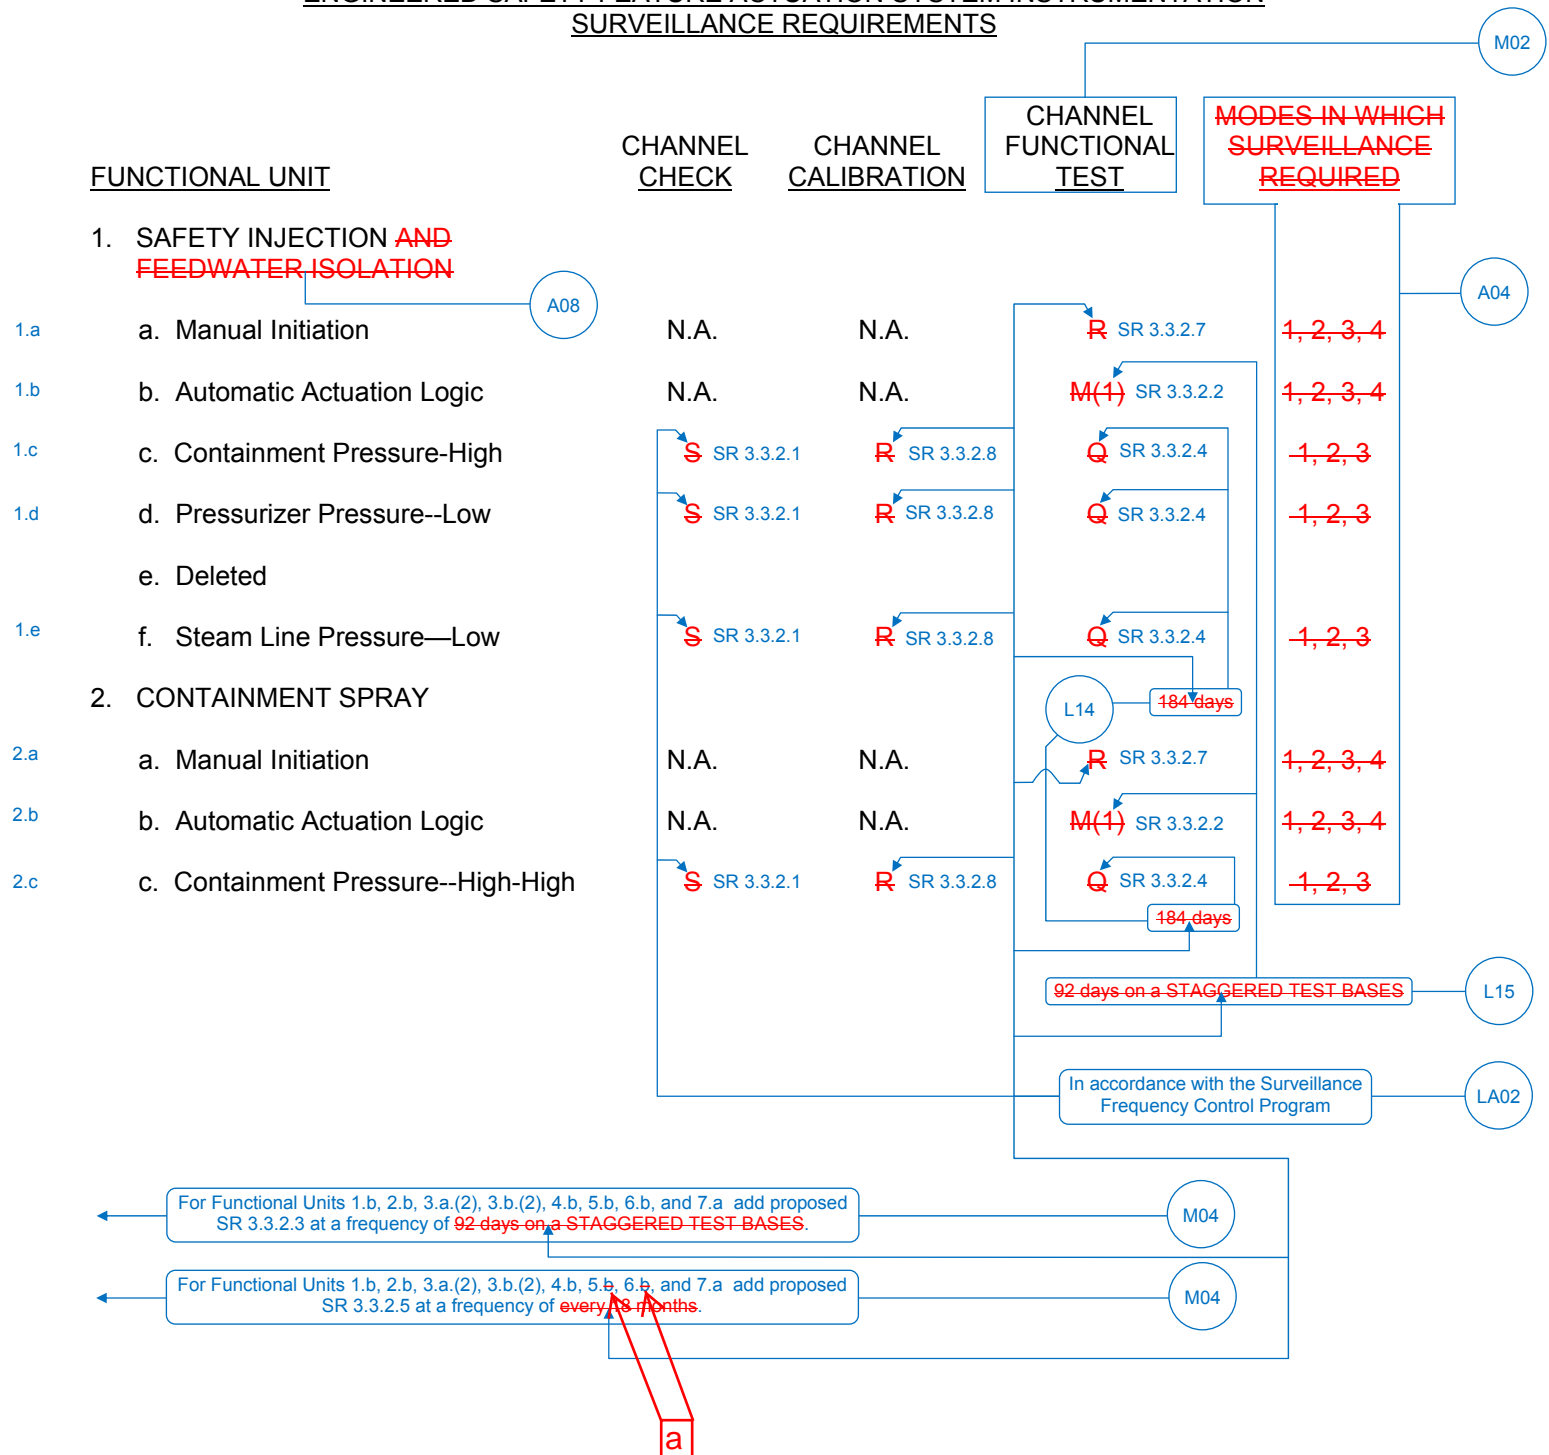 ENGINEERED SAFETY FEATURE ACTUATION SYSTEM INSTRUMENTATION
SURVEILLANCE REQUIREMENTS
M02
FUNCTIONAL UNIT
CHANNEL
CHECK
CHANNEL
CALIBRATION
CHANNEL
FUNCTIONAL
TEST
MODES IN WHICH
SURVEILLANCE
REQUIRED
1. SAFETY INJECTION AND
FEEDWATER ISOLATION
A08
A04
1.a a. Manual Initiation N.A. N.A. R SR 3.3.2.7 1, 2, 3, 4
1.b b. Automatic Actuation Logic N.A. N.A. M(1) SR 3.3.2.2 1, 2, 3, 4
1.c c. Containment Pressure-High S SR 3.3.2.1 R SR 3.3.2.8 Q SR 3.3.2.4 1, 2, 3
1.d d. Pressurizer Pressure--Low S SR 3.3.2.1 R SR 3.3.2.8 Q SR 3.3.2.4 1, 2, 3
e. Deleted
1.e f. Steam Line Pressure—Low S SR 3.3.2.1 R SR 3.3.2.8 Q SR 3.3.2.4 1, 2, 3
2. CONTAINMENT SPRAY
L14
184 days
2.a a. Manual Initiation N.A. N.A. R SR 3.3.2.7 1, 2, 3, 4
2.b b. Automatic Actuation Logic N.A. N.A. M(1) SR 3.3.2.2 1, 2, 3, 4
2.c c. Containment Pressure--High-High S SR 3.3.2.1 R SR 3.3.2.8 Q SR 3.3.2.4 1, 2, 3
184 days
92 days on a STAGGERED TEST BASES
L15
In accordance with the Surveillance
Frequency Control Program
LA02
For Functional Units 1.b, 2.b, 3.a.(2), 3.b.(2), 4.b, 5.b, 6.b, and 7.a add proposed
SR 3.3.2.3 at a frequency of 92 days on a STAGGERED TEST BASES.
M04
For Functional Units 1.b, 2.b, 3.a.(2), 3.b.(2), 4.b, 5.b, 6.b, and 7.a add proposed
SR 3.3.2.5 at a frequency of every 18 months.
M04
a